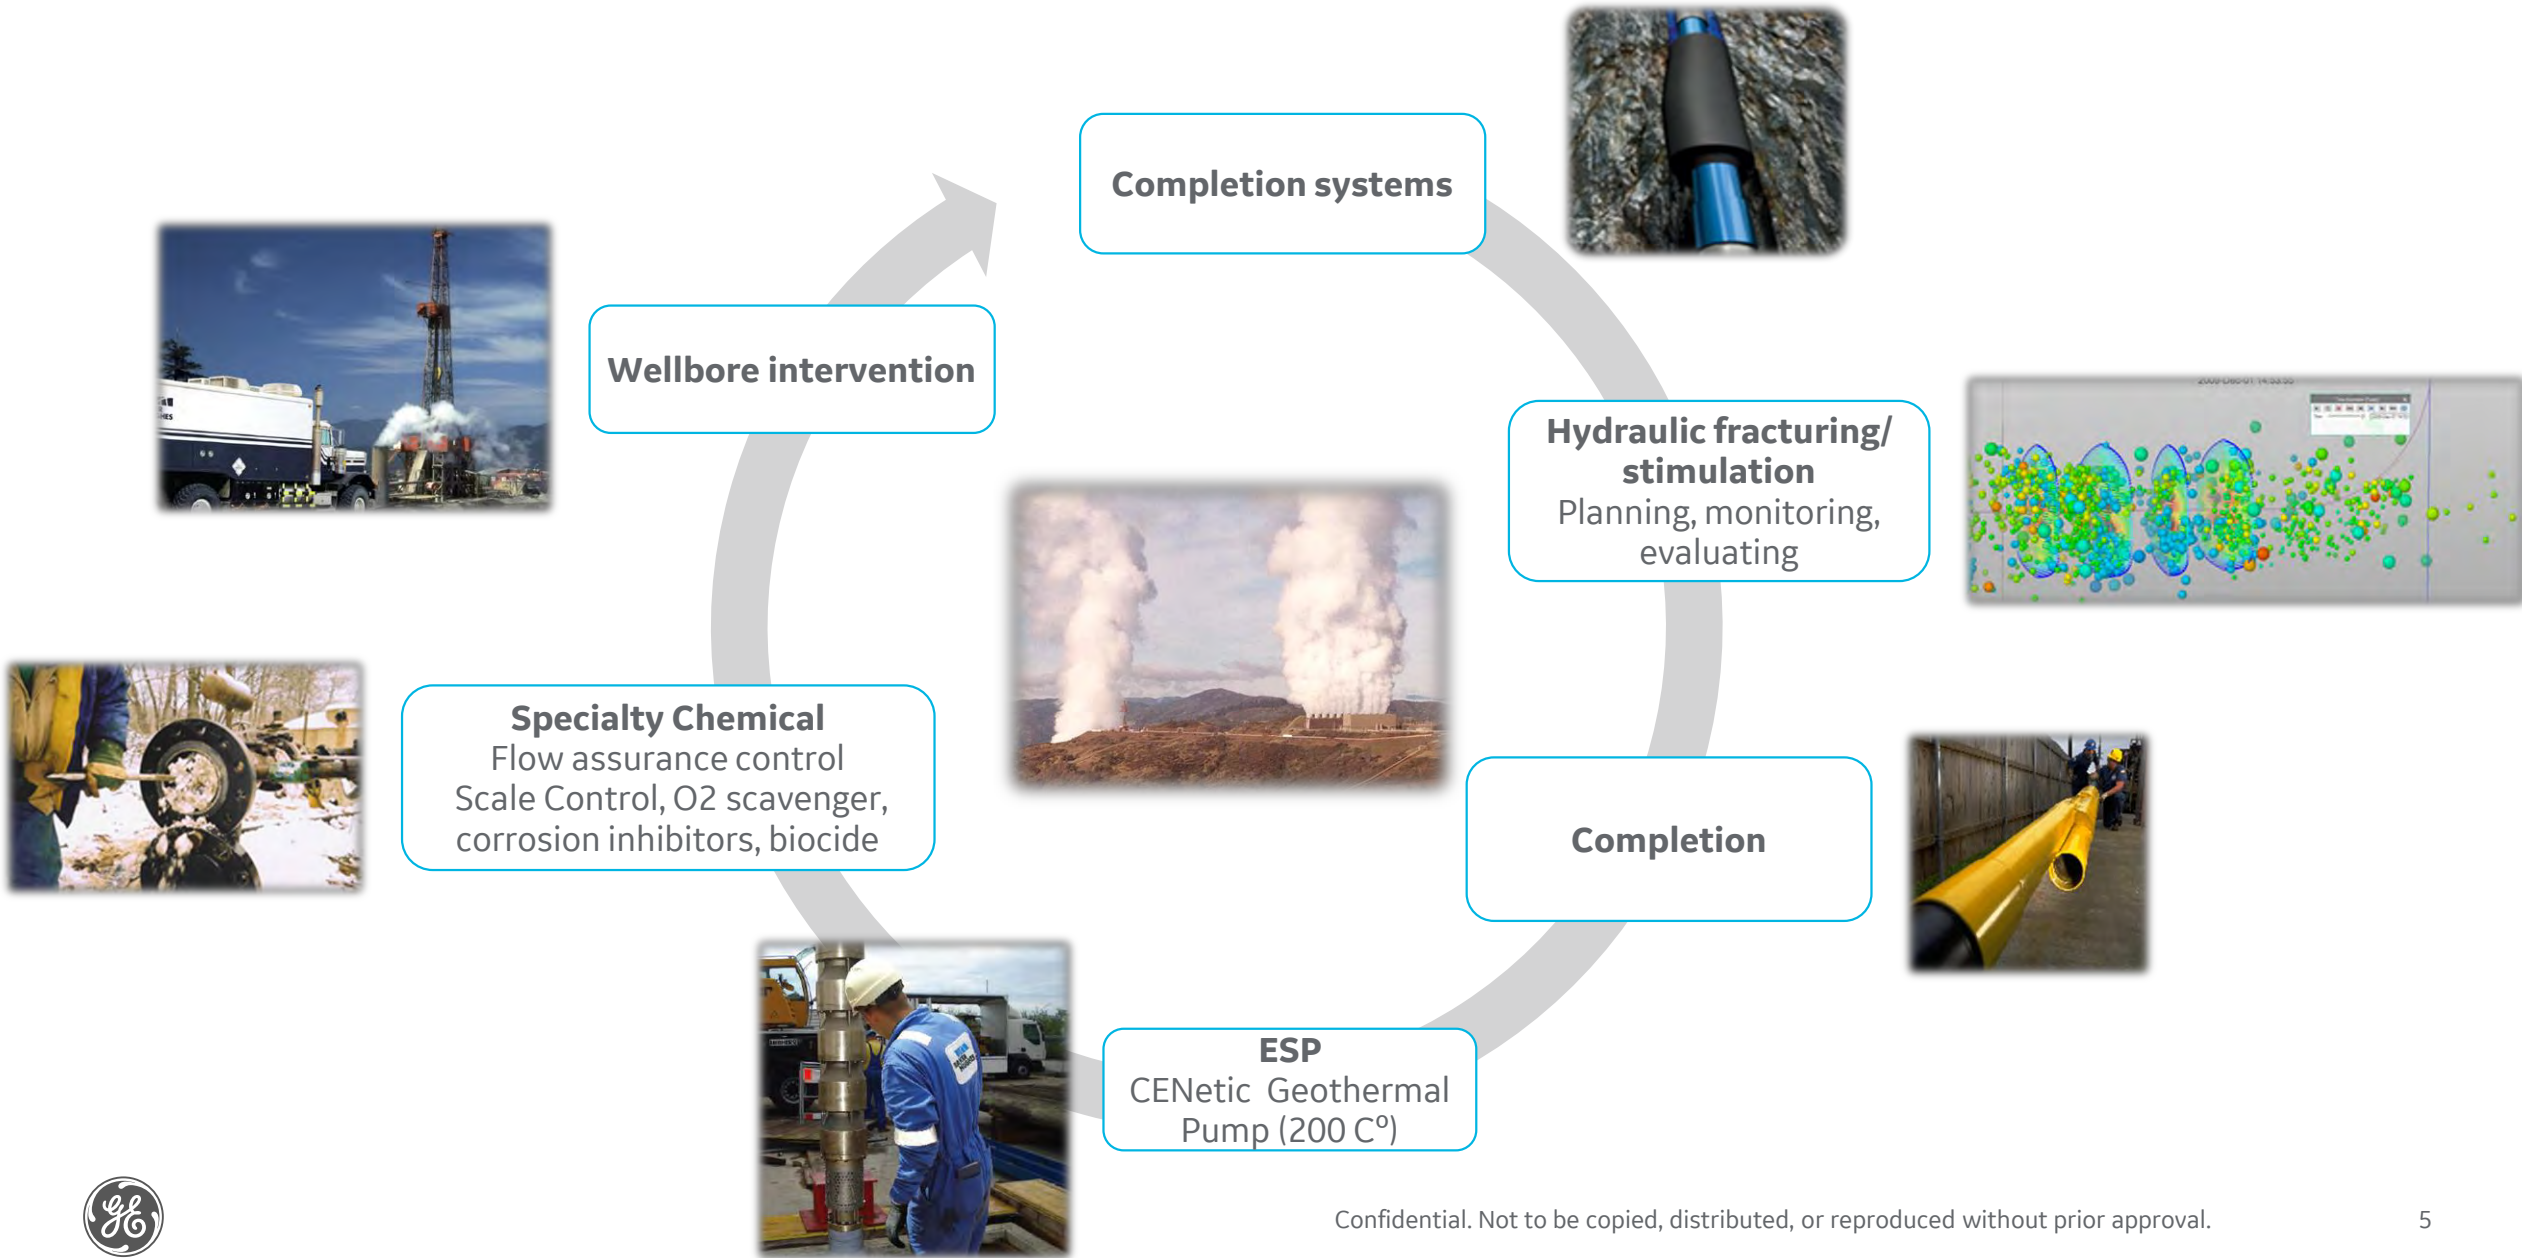 Completion systems
Wellbore intervention
Hydraulic fracturing/
stimulation
Planning, monitoring,
evaluating
Specialty Chemical
Flow assurance control
Scale Control, O2 scavenger,
corrosion inhibitors, biocide
Completion
ESP
CENetic Geothermal
Pump (200 Cº)
GE
Confidential. Not to be copied, distributed, or reproduced without prior approval.
5